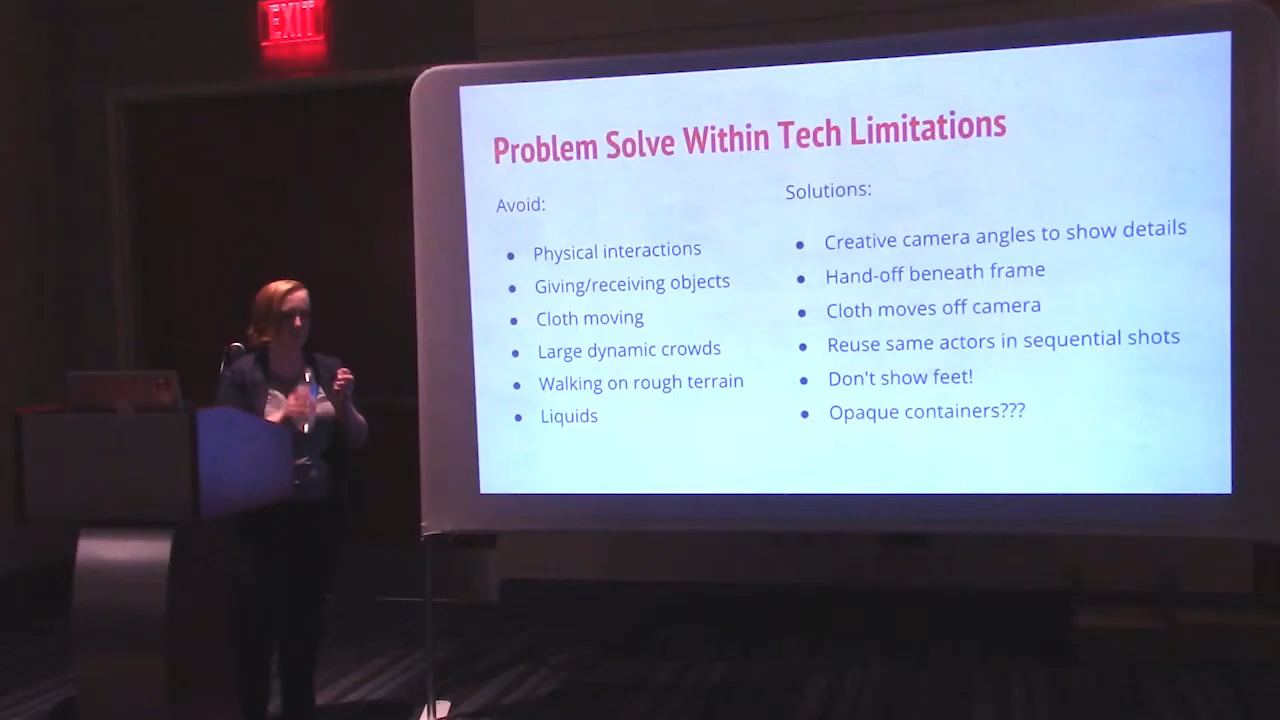 EXIT
Problem Solve Within Tech Limitations
Avoid:
• Physical interactions
• Giving/receiving objects
• Cloth moving
• Large dynamic crowds
• Walking on rough terrain
• Liquids
Solutions:
• Creative camera angles to show details
• Hand-off beneath frame
• Cloth moves off camera
• Reuse same actors in sequential shots
• Don't show feet!
• Opaque containers???